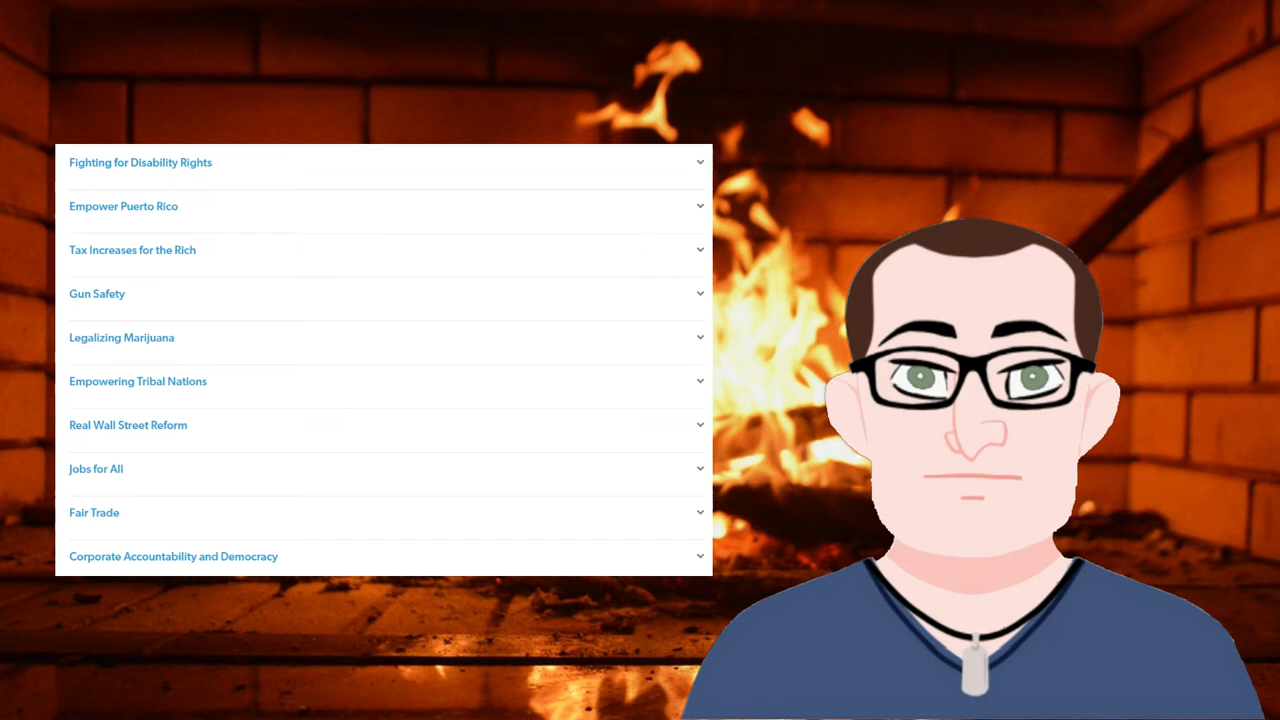 Fighting for Disability Rights
Empower Puerto Rico
Tax Increases for the Rich
Gun Safety
Legalizing Marijuana
Empowering Tribal Nations
Real Wall Street Reform
Jobs for All
Fair Trade
Corporate Accountability and Democracy